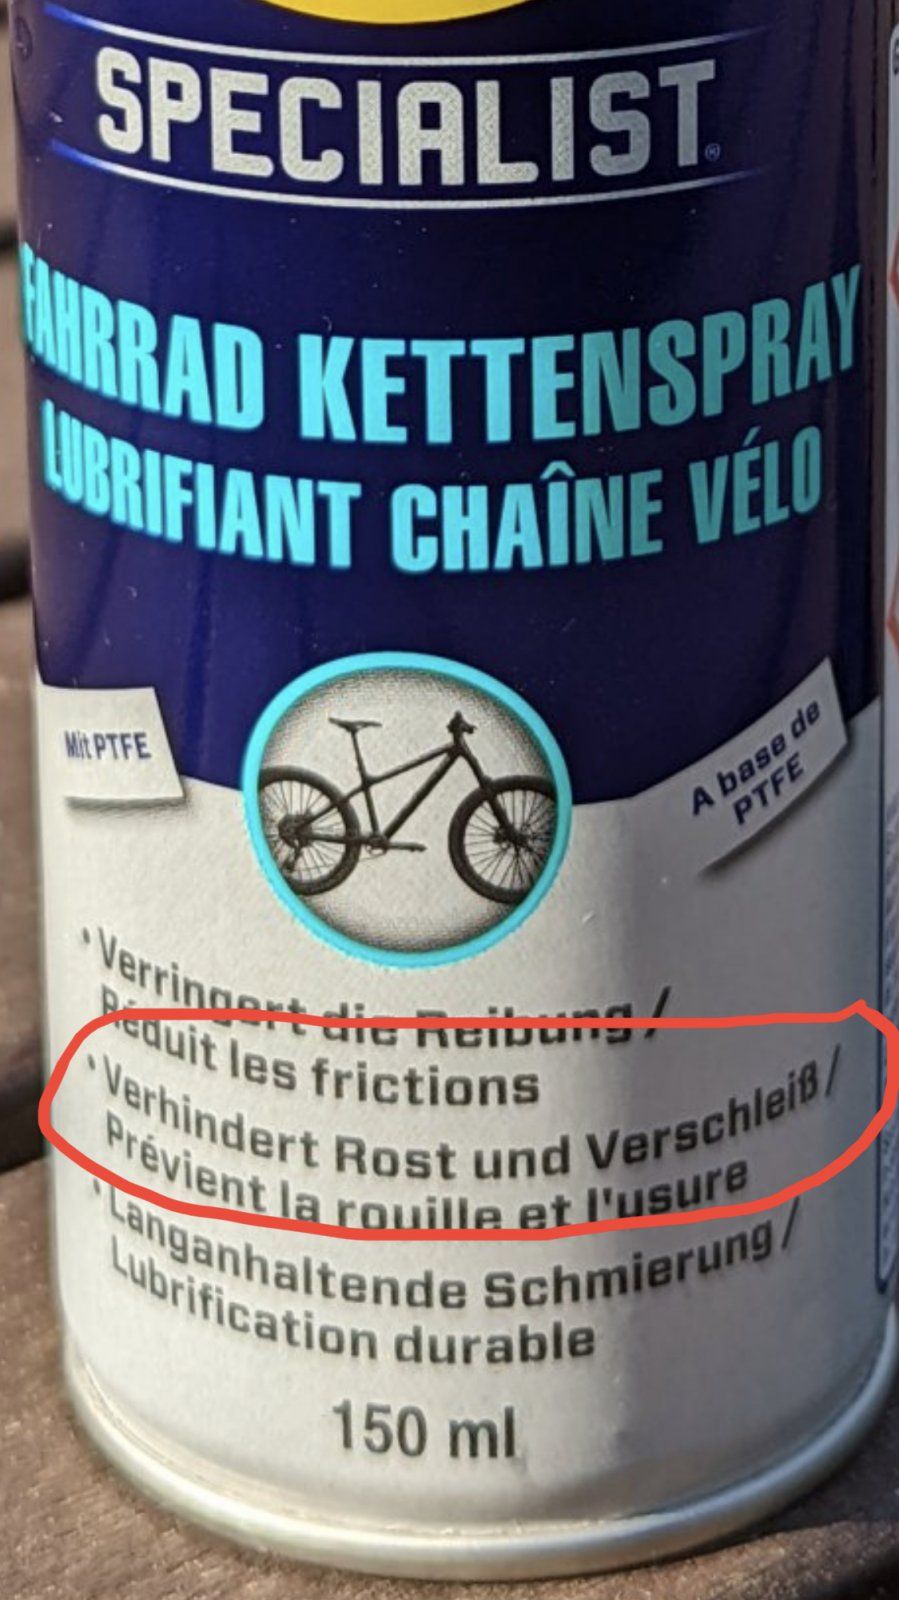 SPECIALIST®
FAHRRAD KETTENSPRAY
LUBRIFIANT CHAÎNE VÉLO
Mit PTFE
A base de
PTFE
• Verringert die Reibung /
Réduit les frictions
• Verhindert Rost und Verschleiß /
Prévient la rouille et l'usure
• Langanhaltende Schmierung /
Lubrification durable
150 ml